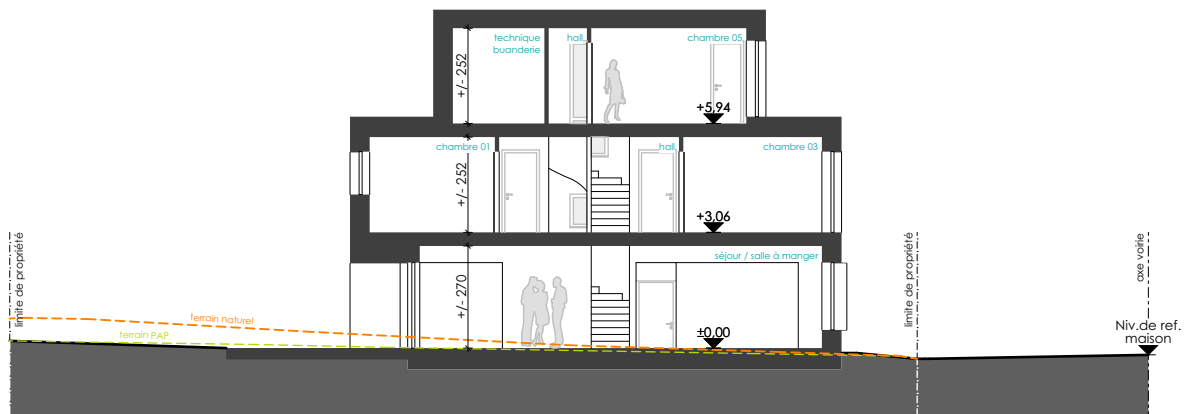 technique
buanderie
hall
chambre 05
+/- 252
+5,94
chambre 01
hall
chambre 03
+/- 252
+3,06
séjour / salle à manger
+/- 270
±0,00
limite de propriété
terrain naturel
terrain PAP
limite de propriété
axe voirie
Niv.de ref.
maison